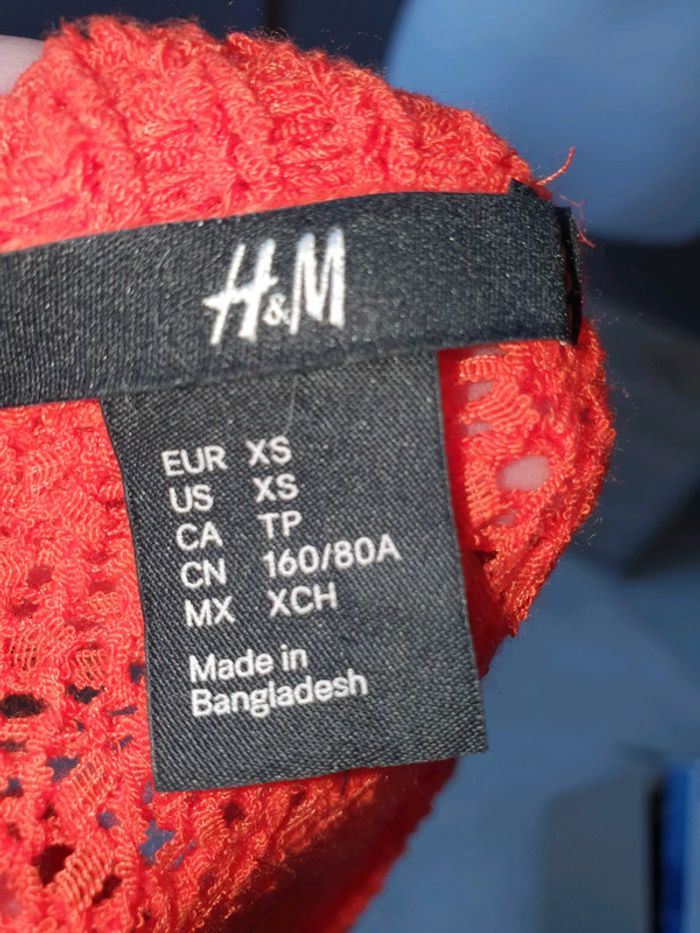 H&M
EUR XS
US XS
CA TP
CN 160/80A
MX XCH
Made in
Bangladesh